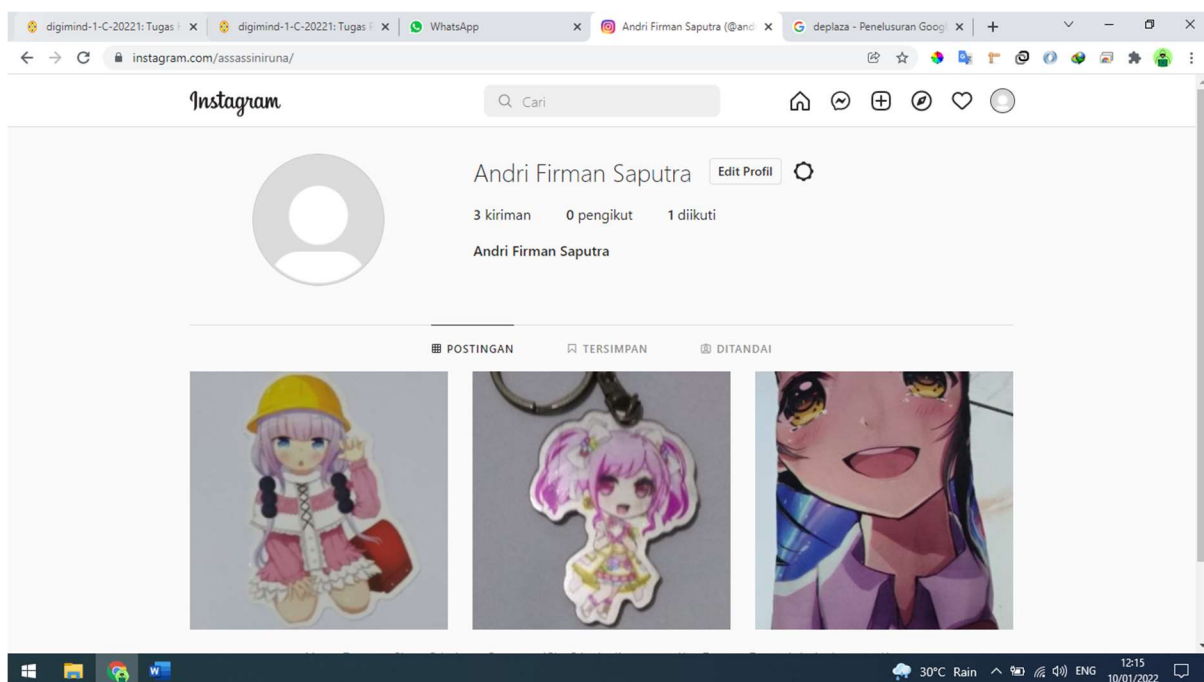 digimind-1-C-20221: Tugas
digimind-1-C-20221: Tugas
WhatsApp
Andri Firman Saputra (@and
deplaza - Penelusuran Goog
instagram.com/assassiniruna/
Instagram
Cari
Andri Firman Saputra
Edit Profil
3 kiriman 0 pengikut 1 diikuti
Andri Firman Saputra
POSTINGAN TERSIMPAN DITANDAI
30°C Rain ENG 12:15
10/01/2022